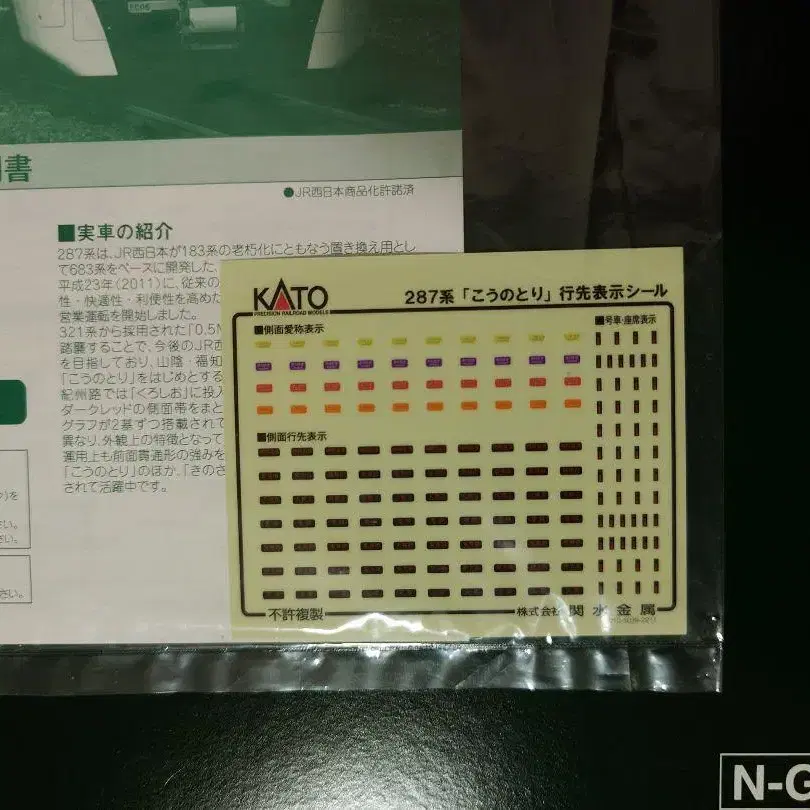 明書
●JR西日本商品化許諾済
■実車の紹介
287系は、JR西日本が183系の老朽化にともなう置き換え用とし
て683系をベースに開発した、
平成23年(2011)に、従来の
性・快適性・利便性を高めた
営業運転を開始しました。
321系から採用された「0.5M
踏襲することで、今後のJR西
を目指しており、山陰・福知
「こうのとり」をはじめとする
紀州路では「くろしお」に投入
ダークレッドの側面帯をまと
グラフが2基ずつ搭載されて
異なり、外観上の特徴となって
運用上も前面貫通形の強みを
「こうのとり」のほか、「きのさ
されて活躍中です。
)を
さい。
さい。
さい。
KATO
PRECISION RAILROAD MODELS
287系「こうのとり」行先表示シール
■側面愛称表示
■号車・座席表示
■側面行先表示
不許複製
株式会社 関水金属
N-G